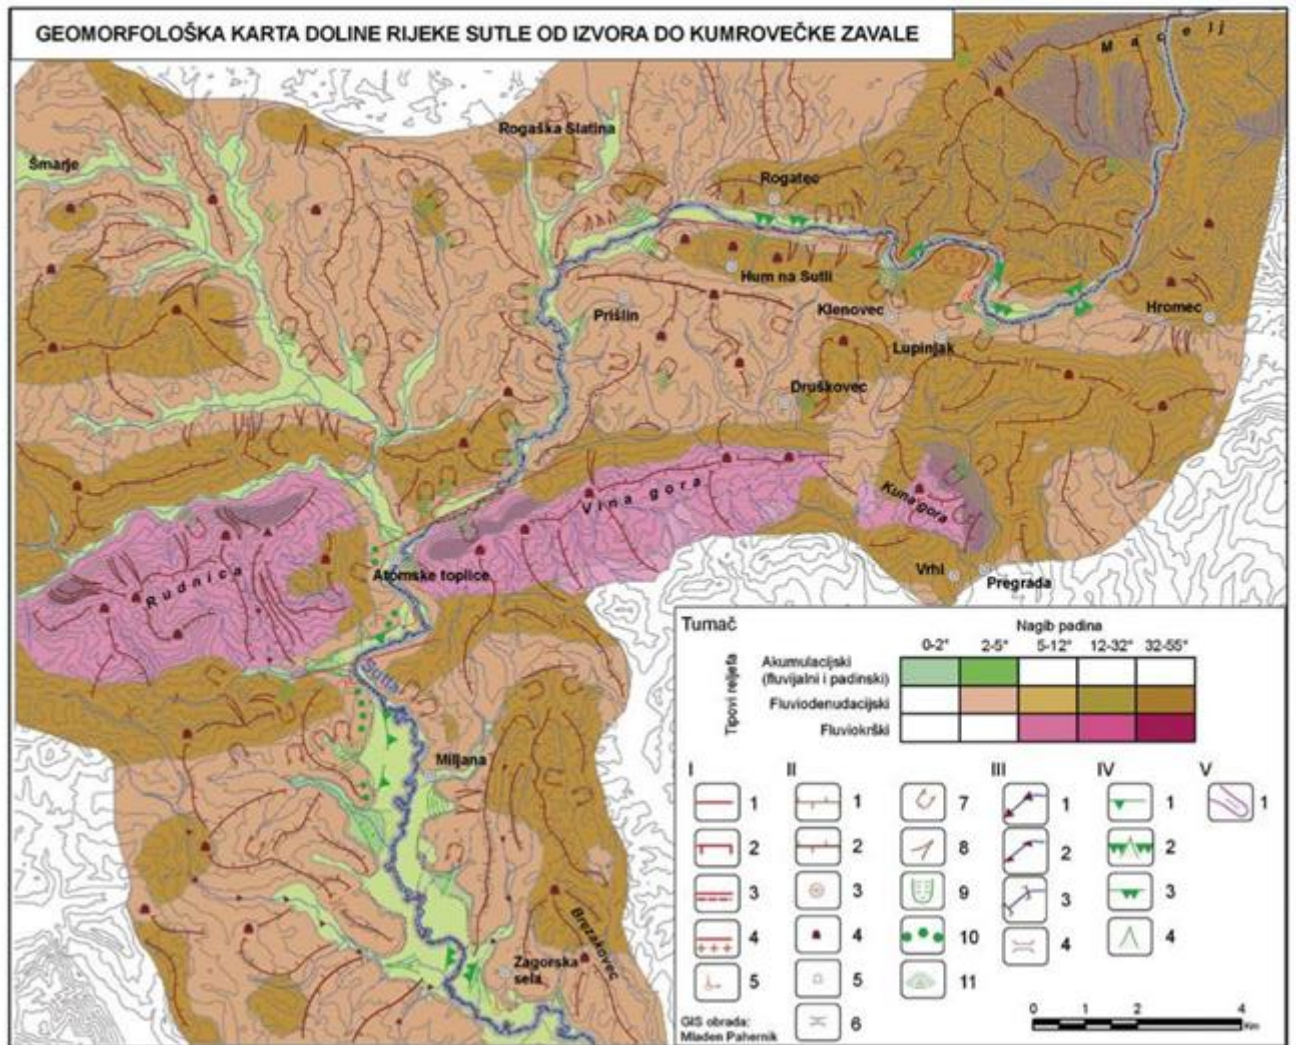 GEOMORFOLOŠKA KARTA DOLINE RIJEKE SUTLE OD IZVORA DO KUMROVEČKE ZAVALE
Macelj
Rogaška Slatina
Šmarje
Rogatec
Hum na Sutli
Prišlin
Klenovec
Hromec
Lupinjak
Druškovec
Vina gora
Kuna gora
Rudnica
Atomske toplice
Vrhi
Pregrada
Sutla
Miljana
Brezakovec
Zagorska
sela
Tumač
Nagib padina
0-2° 2-5° 5-12° 12-32° 32-55°
Tipovi reljefa
Akumulacijski
(fluvijalni i padinski)
Fluviodenudacijski
Fluviokrški
I II III IV V
1 1 7 1 1 1
2 2 8 2 2
3 3 9 3 3
4 4 10 4 4
5 5 11
6
GIS obrada:
Mladen Pahernik
0 1 2 4
Km